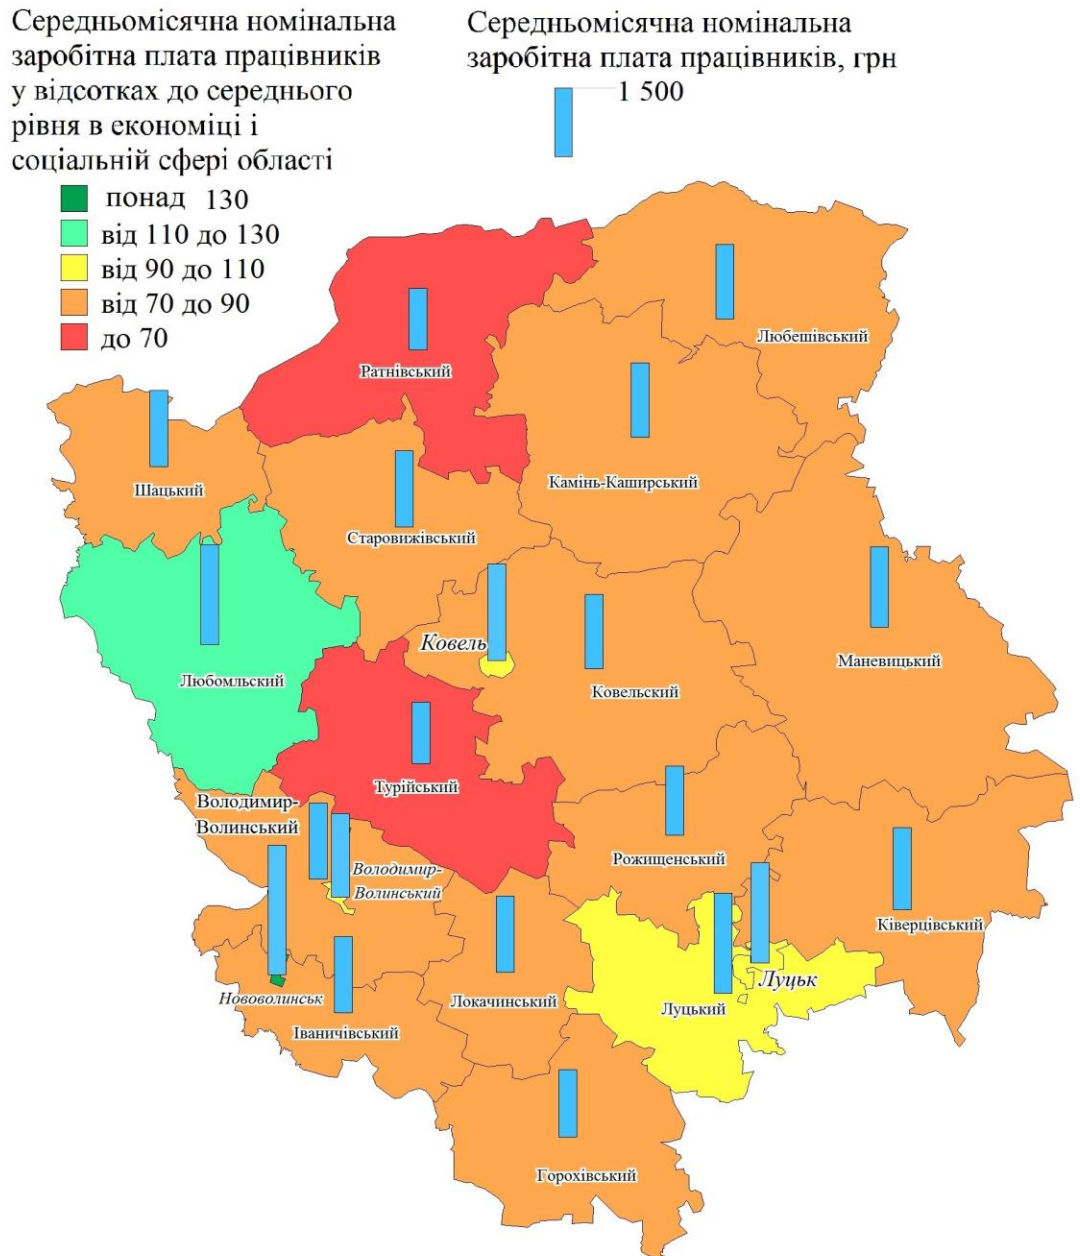 Середньомісячна номінальна
заробітна плата працівників
у відсотках до середнього
рівня в економіці і
соціальній сфері області
понад 130
від 110 до 130
від 90 до 110
від 70 до 90
до 70
Середньомісячна номінальна
заробітна плата працівників, грн
1 500
Любешівський
Ратнівський
Камінь-Каширський
Шацький
Старовижівський
Ковель
Маневицький
Любомльский
Ковельский
Турійський
Володимир-
Волинський
Володимир-
Волинський
Рожищенський
Ківерцівський
Луцьк
Нововолинськ
Локачинський
Луцький
Іваничівський
Горохівський